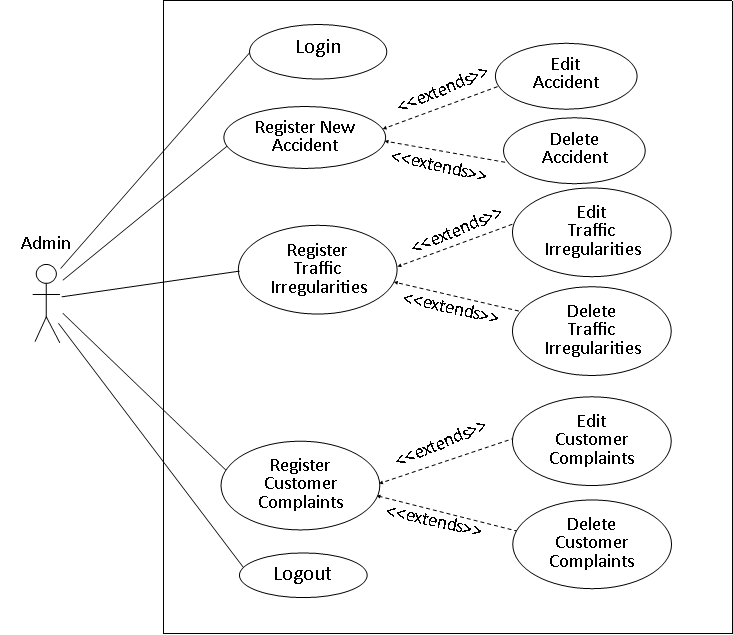 Login
Edit
Accident
<<extends>>
Register New
Accident
Delete
Accident
<<extends>>
Admin
Edit
Traffic
Irregularities
<<extends>>
Register
Traffic
Irregularities
<<extends>>
Delete
Traffic
Irregularities
Edit
Customer
Complaints
<<extends>>
Register
Customer
Complaints
<<extends>>
Delete
Customer
Complaints
Logout